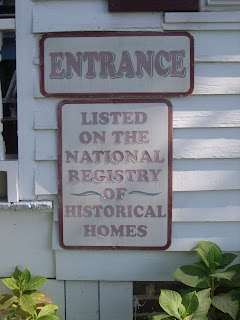 ENTRANCE
LISTED
ON THE
NATIONAL
REGISTRY
OF
HISTORICAL
HOMES